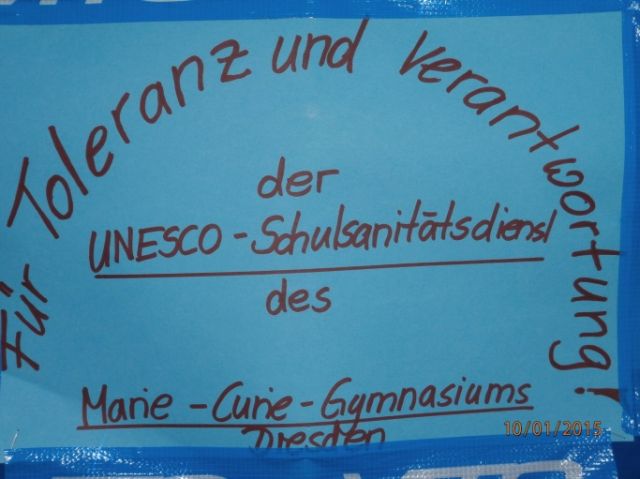 Für Toleranz und Verantwortung!
der
UNESCO-Schulsanitätsdienst
des
Marie-Curie-Gymnasiums
Dresden
10/01/2015